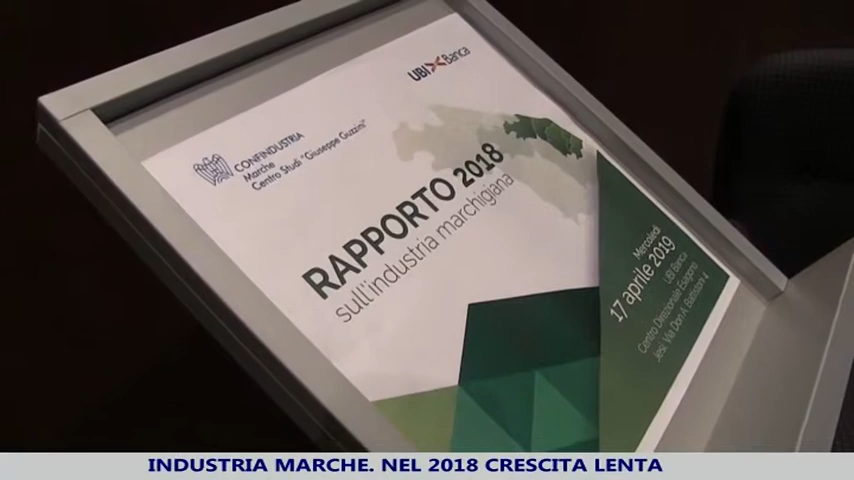 UBI Banca
CONFINDUSTRIA
Marche
Centro Studi "Giuseppe Guzzini"
RAPPORTO 2018
sull'industria marchigiana
Mercoledì
17 aprile 2019
UBI Banca
Centro Direzionale Esagono
Jesi, Via Don A. Battistoni 4
INDUSTRIA MARCHE. NEL 2018 CRESCITA LENTA